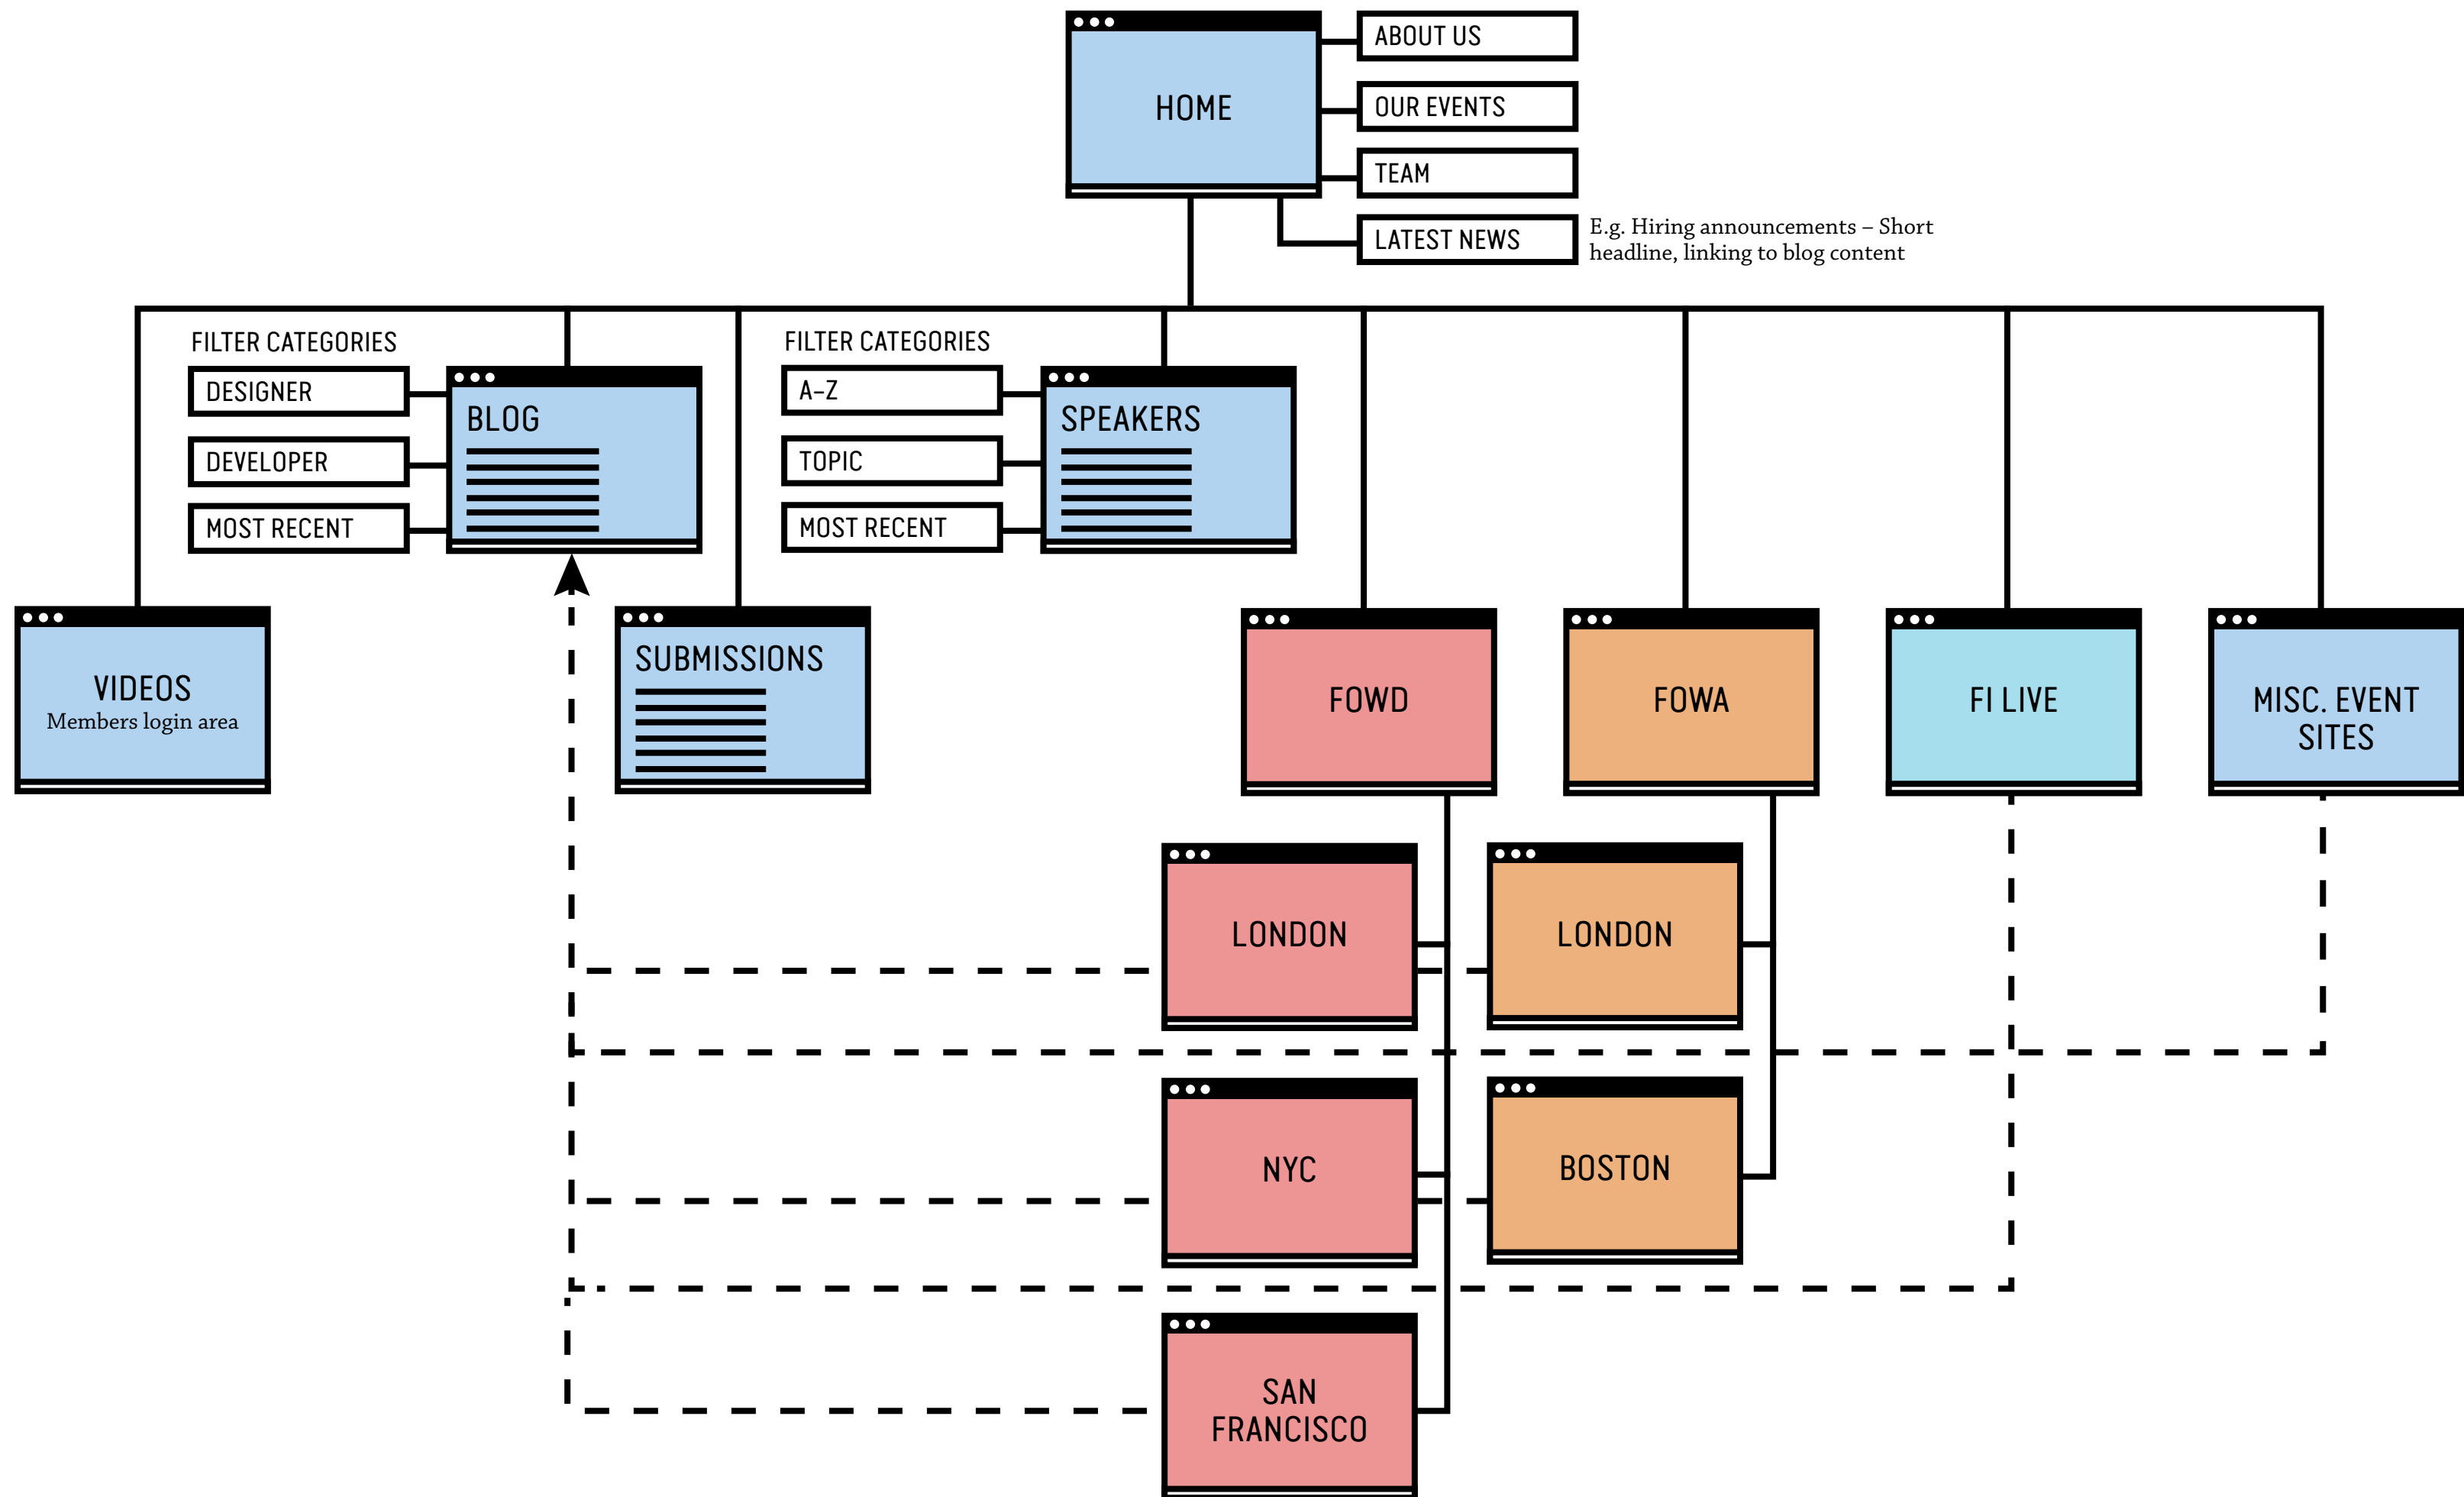 HOME
ABOUT US
OUR EVENTS
TEAM
LATEST NEWS
E.g. Hiring announcements – Short
headline, linking to blog content
FILTER CATEGORIES
DESIGNER
DEVELOPER
MOST RECENT
BLOG
FILTER CATEGORIES
A–Z
TOPIC
MOST RECENT
SPEAKERS
VIDEOS
Members login area
SUBMISSIONS
FOWD
FOWA
FI LIVE
MISC. EVENT
SITES
LONDON
LONDON
NYC
BOSTON
SAN
FRANCISCO